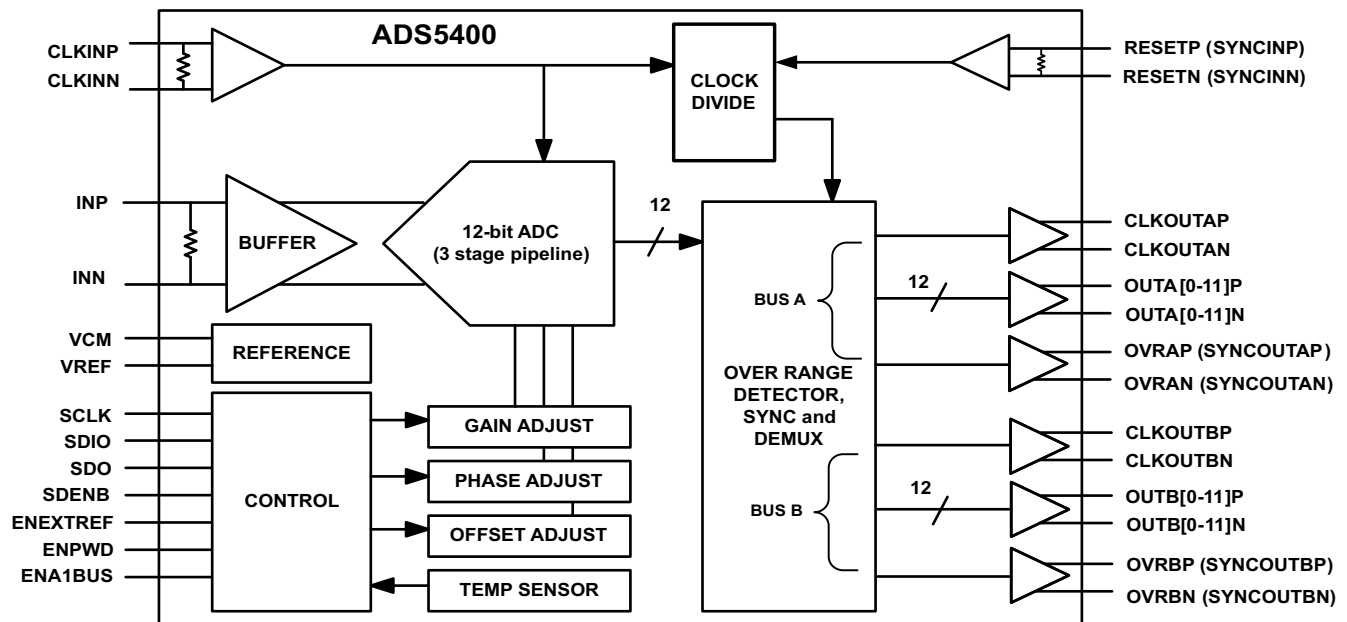 ADS5400
CLKINP
CLKINN
CLOCK
DIVIDE
RESETP (SYNCINP)
RESETN (SYNCINN)
INP
INN
BUFFER
12-bit ADC
(3 stage pipeline)
12
VCM
VREF
REFERENCE
SCLK
SDIO
SDO
SDENB
ENEXTREF
ENPWD
ENA1BUS
CONTROL
GAIN ADJUST
PHASE ADJUST
OFFSET ADJUST
TEMP SENSOR
BUS A
OVER RANGE
DETECTOR,
SYNC and
DEMUX
BUS B
12
12
CLKOUTAP
CLKOUTAN
OUTA[0-11]P
OUTA[0-11]N
OVRAP (SYNCOUTAP)
OVRAN (SYNCOUTAN)
CLKOUTBP
CLKOUTBN
OUTB[0-11]P
OUTB[0-11]N
OVRBP (SYNCOUTBP)
OVRBN (SYNCOUTBN)